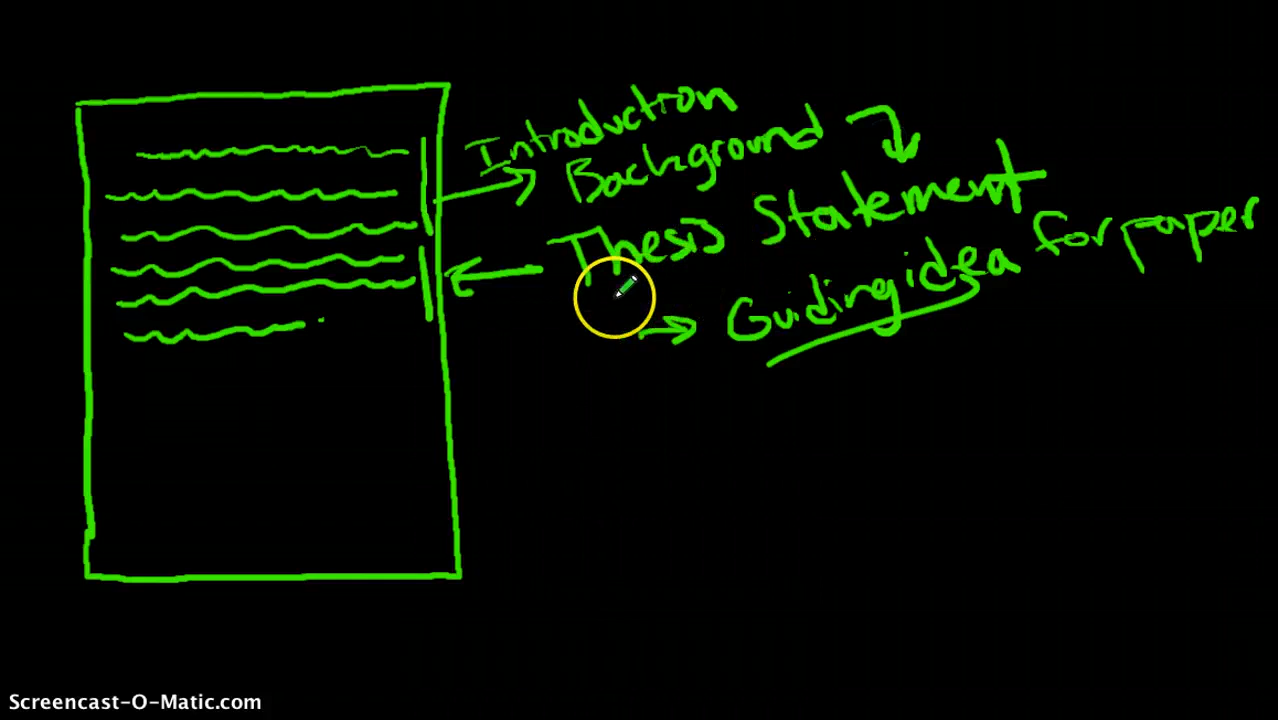 Introduction
Background
Thesis Statement
Guiding idea for paper
Screencast-O-Matic.com